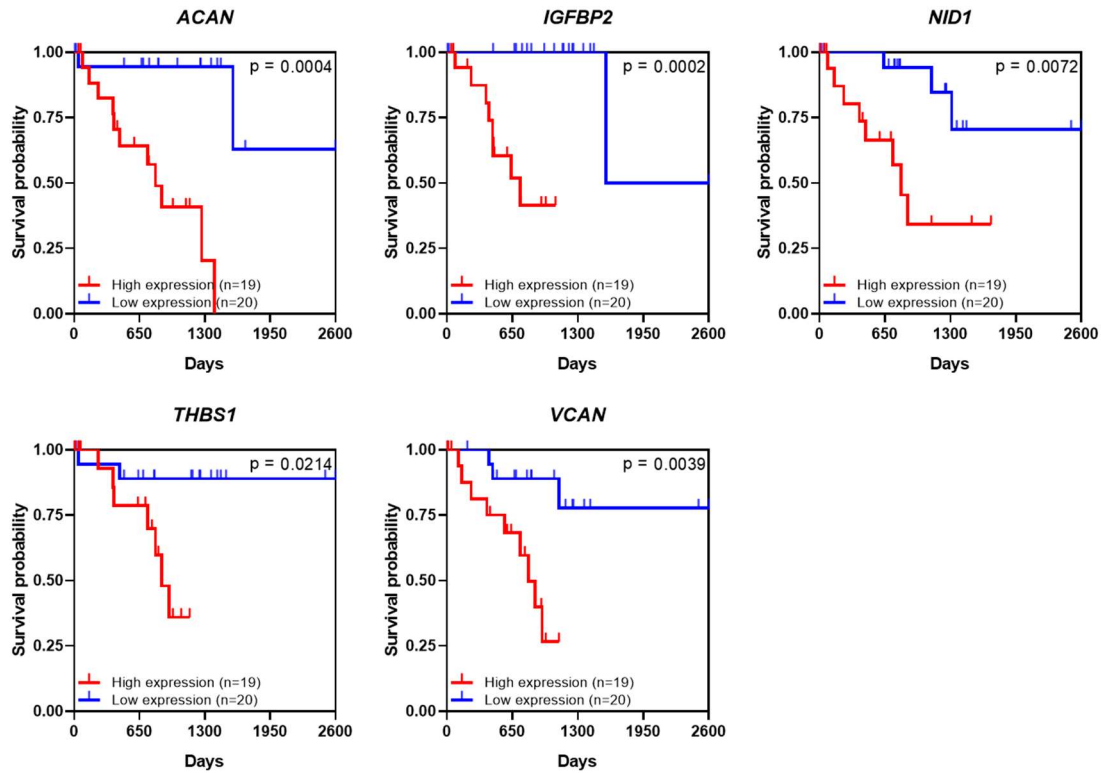 ACAN
Survival probability
1.00
0.75
0.50
0.25
0.00
p = 0.0004
High expression (n=19)
Low expression (n=20)
0 650 1300 1950 2600
Days
IGFBP2
Survival probability
1.00
0.75
0.50
0.25
0.00
p = 0.0002
High expression (n=19)
Low expression (n=20)
0 650 1300 1950 2600
Days
NID1
Survival probability
1.00
0.75
0.50
0.25
0.00
p = 0.0072
High expression (n=19)
Low expression (n=20)
0 650 1300 1950 2600
Days
THBS1
Survival probability
1.00
0.75
0.50
0.25
0.00
p = 0.0214
High expression (n=19)
Low expression (n=20)
0 650 1300 1950 2600
Days
VCAN
Survival probability
1.00
0.75
0.50
0.25
0.00
p = 0.0039
High expression (n=19)
Low expression (n=20)
0 650 1300 1950 2600
Days